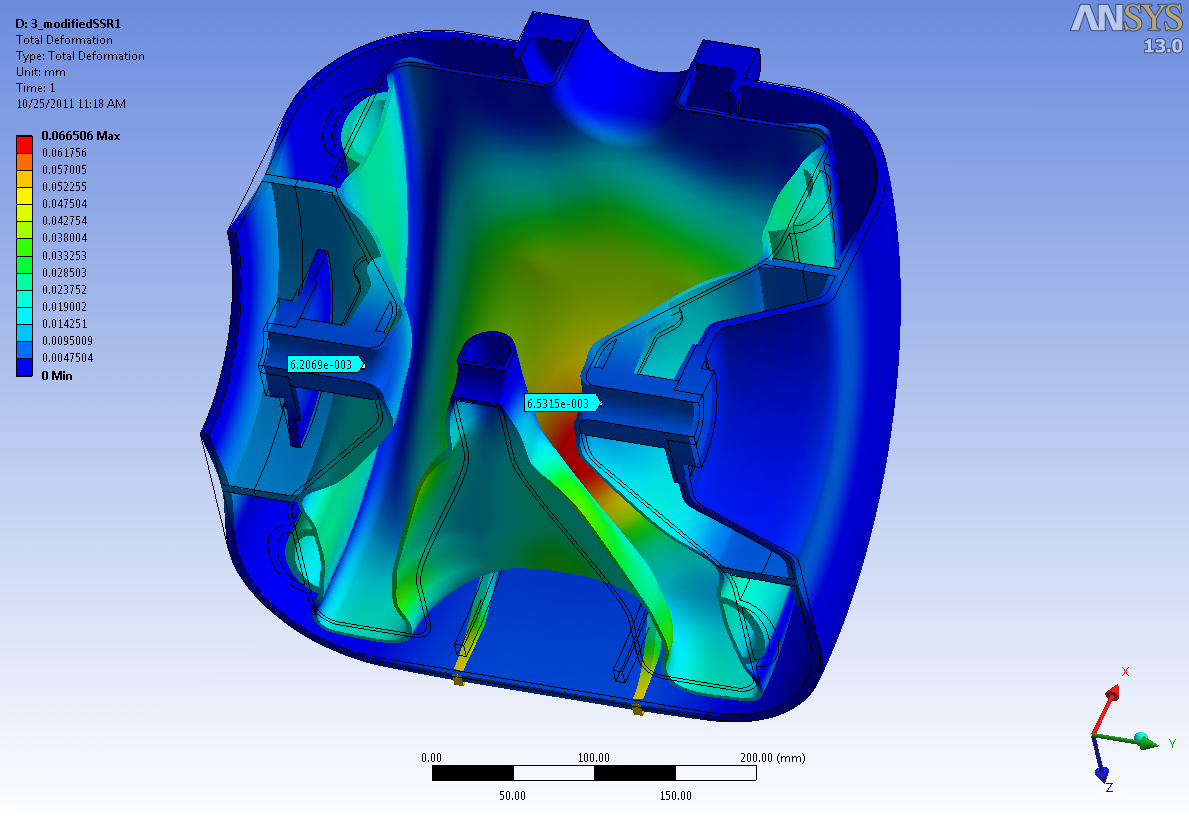 D: 3_modifiedSSR1
Total Deformation
Type: Total Deformation
Unit: mm
Time: 1
10/25/2011 11:18 AM
ANSYS
13.0
0.066506 Max
0.061756
0.057005
0.052255
0.047504
0.042754
0.038004
0.033253
0.028503
0.023752
0.019002
0.014251
0.0095009
0.0047504
0 Min
6.2069e-003
6.5315e-003
0.00
100.00
200.00 (mm)
50.00
150.00
X
Y
Z